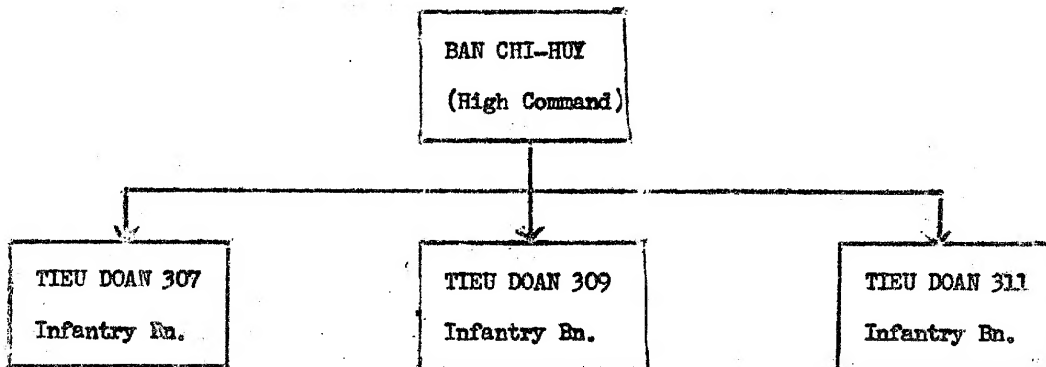 BAN CHI-HUY
(High Command)
TIEU DOAN 307
Infantry Bn.
TIEU DOAN 309
Infantry Bn.
TIEU DOAN 311
Infantry Bn.